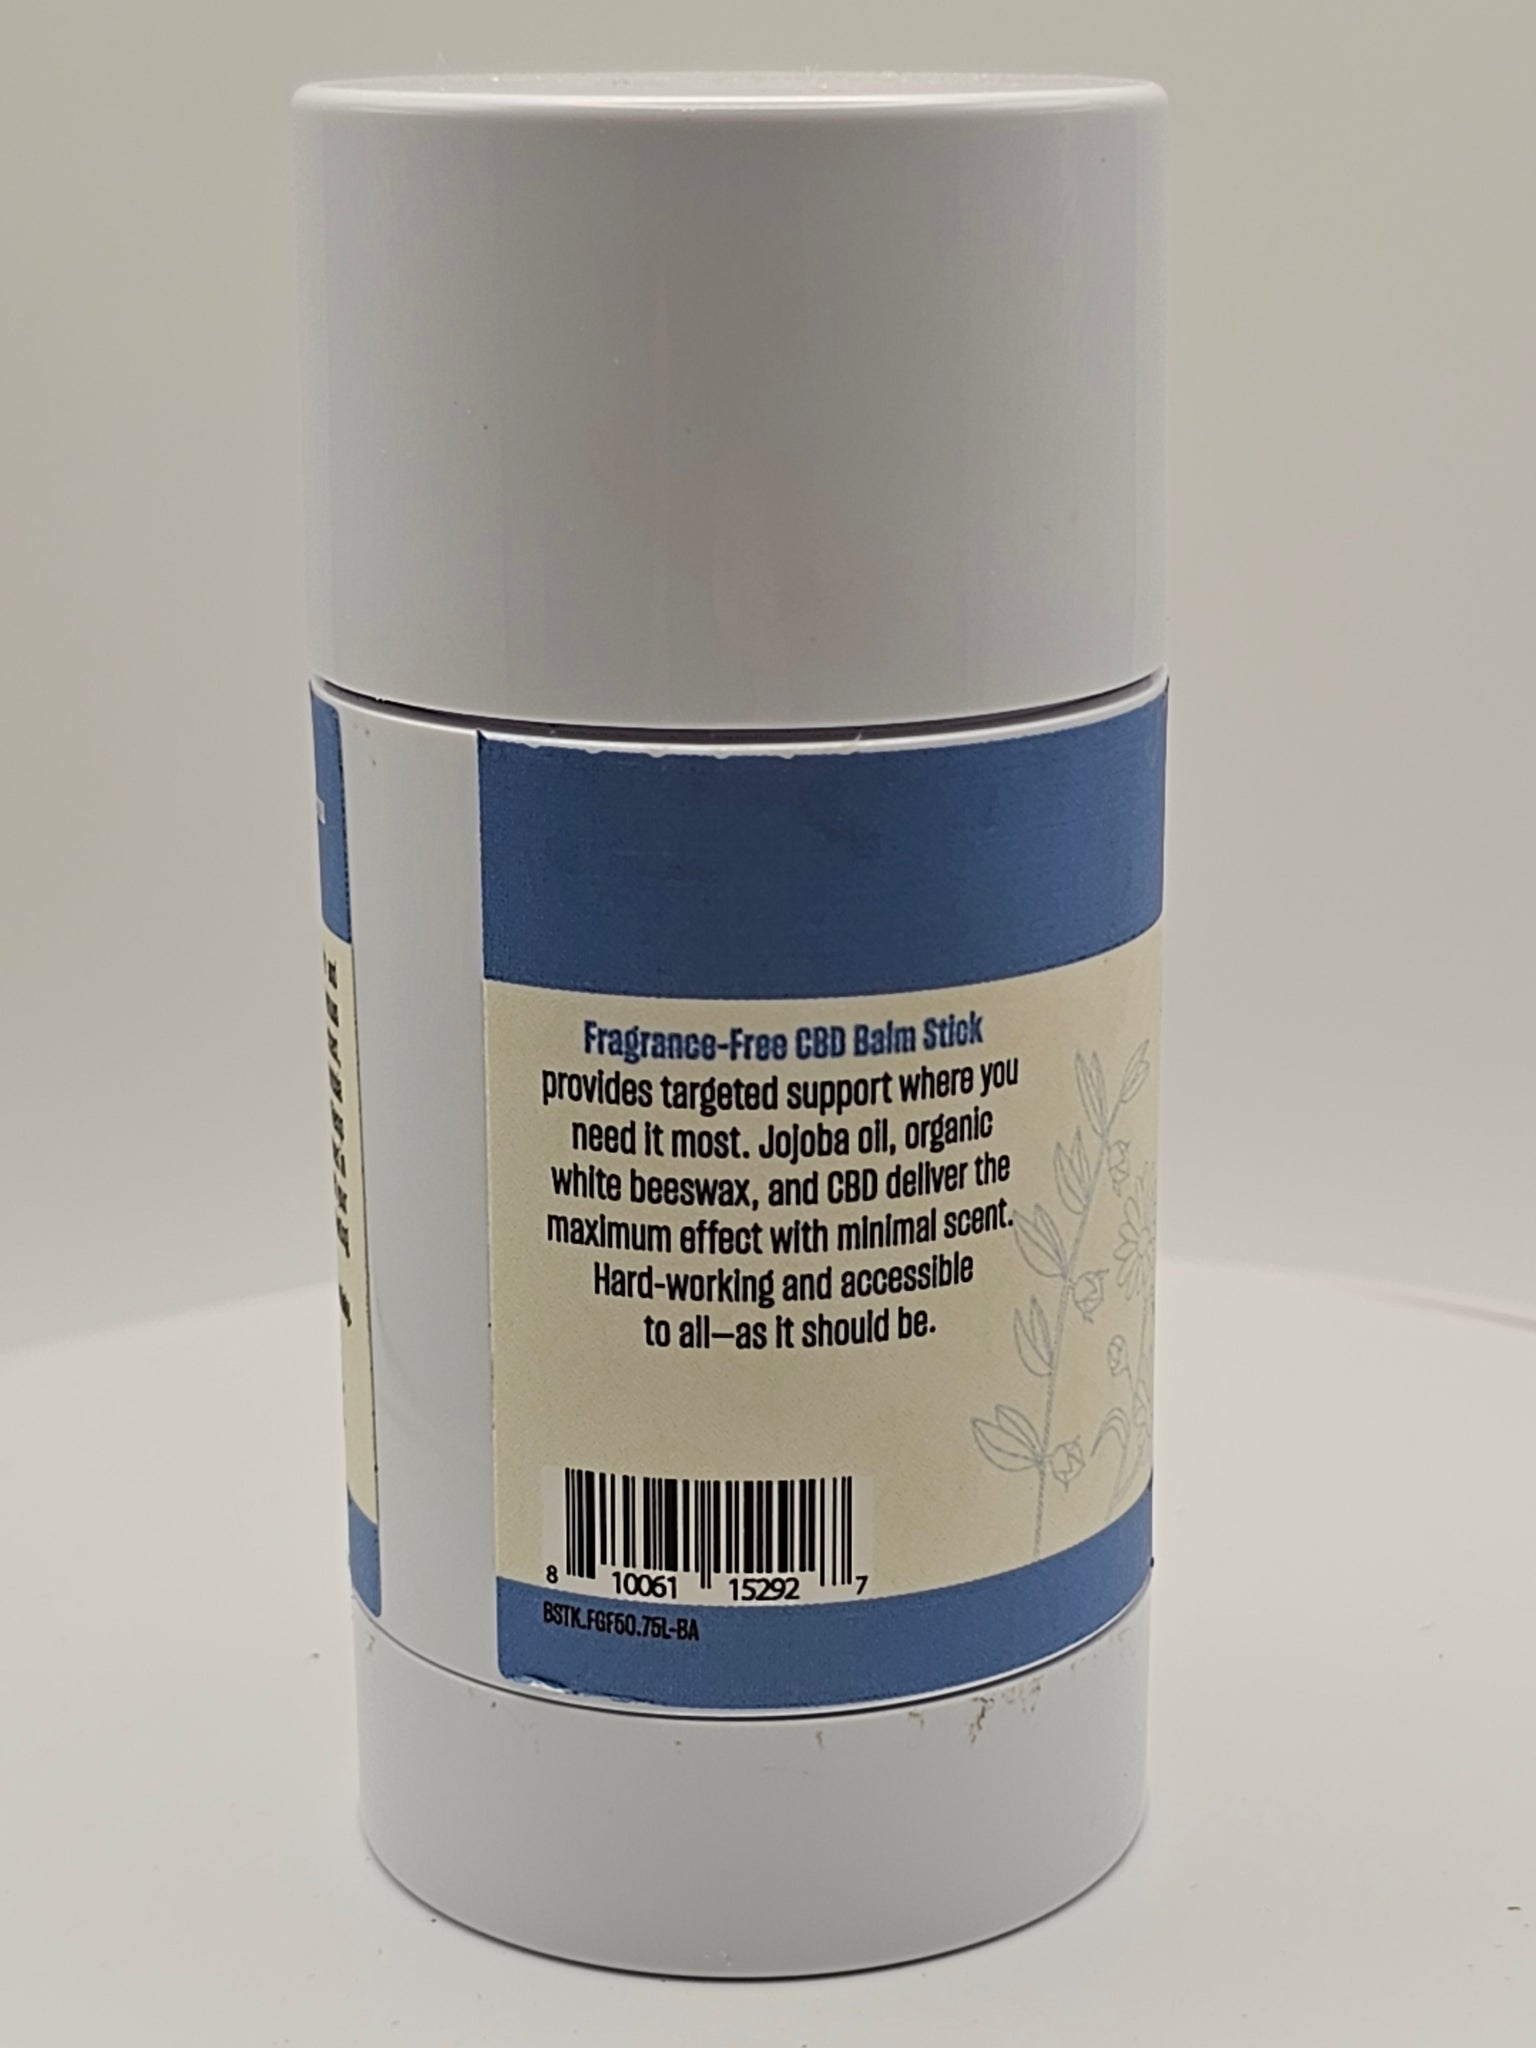 Fragrance-Free CBD Balm Stick
provides targeted support where you
need it most. Jojoba oil, organic
white beeswax, and CBD deliver the
maximum effect with minimal scent.
Hard-working and accessible
to all—as it should be.
8 10061 15292 7
BSTK.FGF50.75L-BA